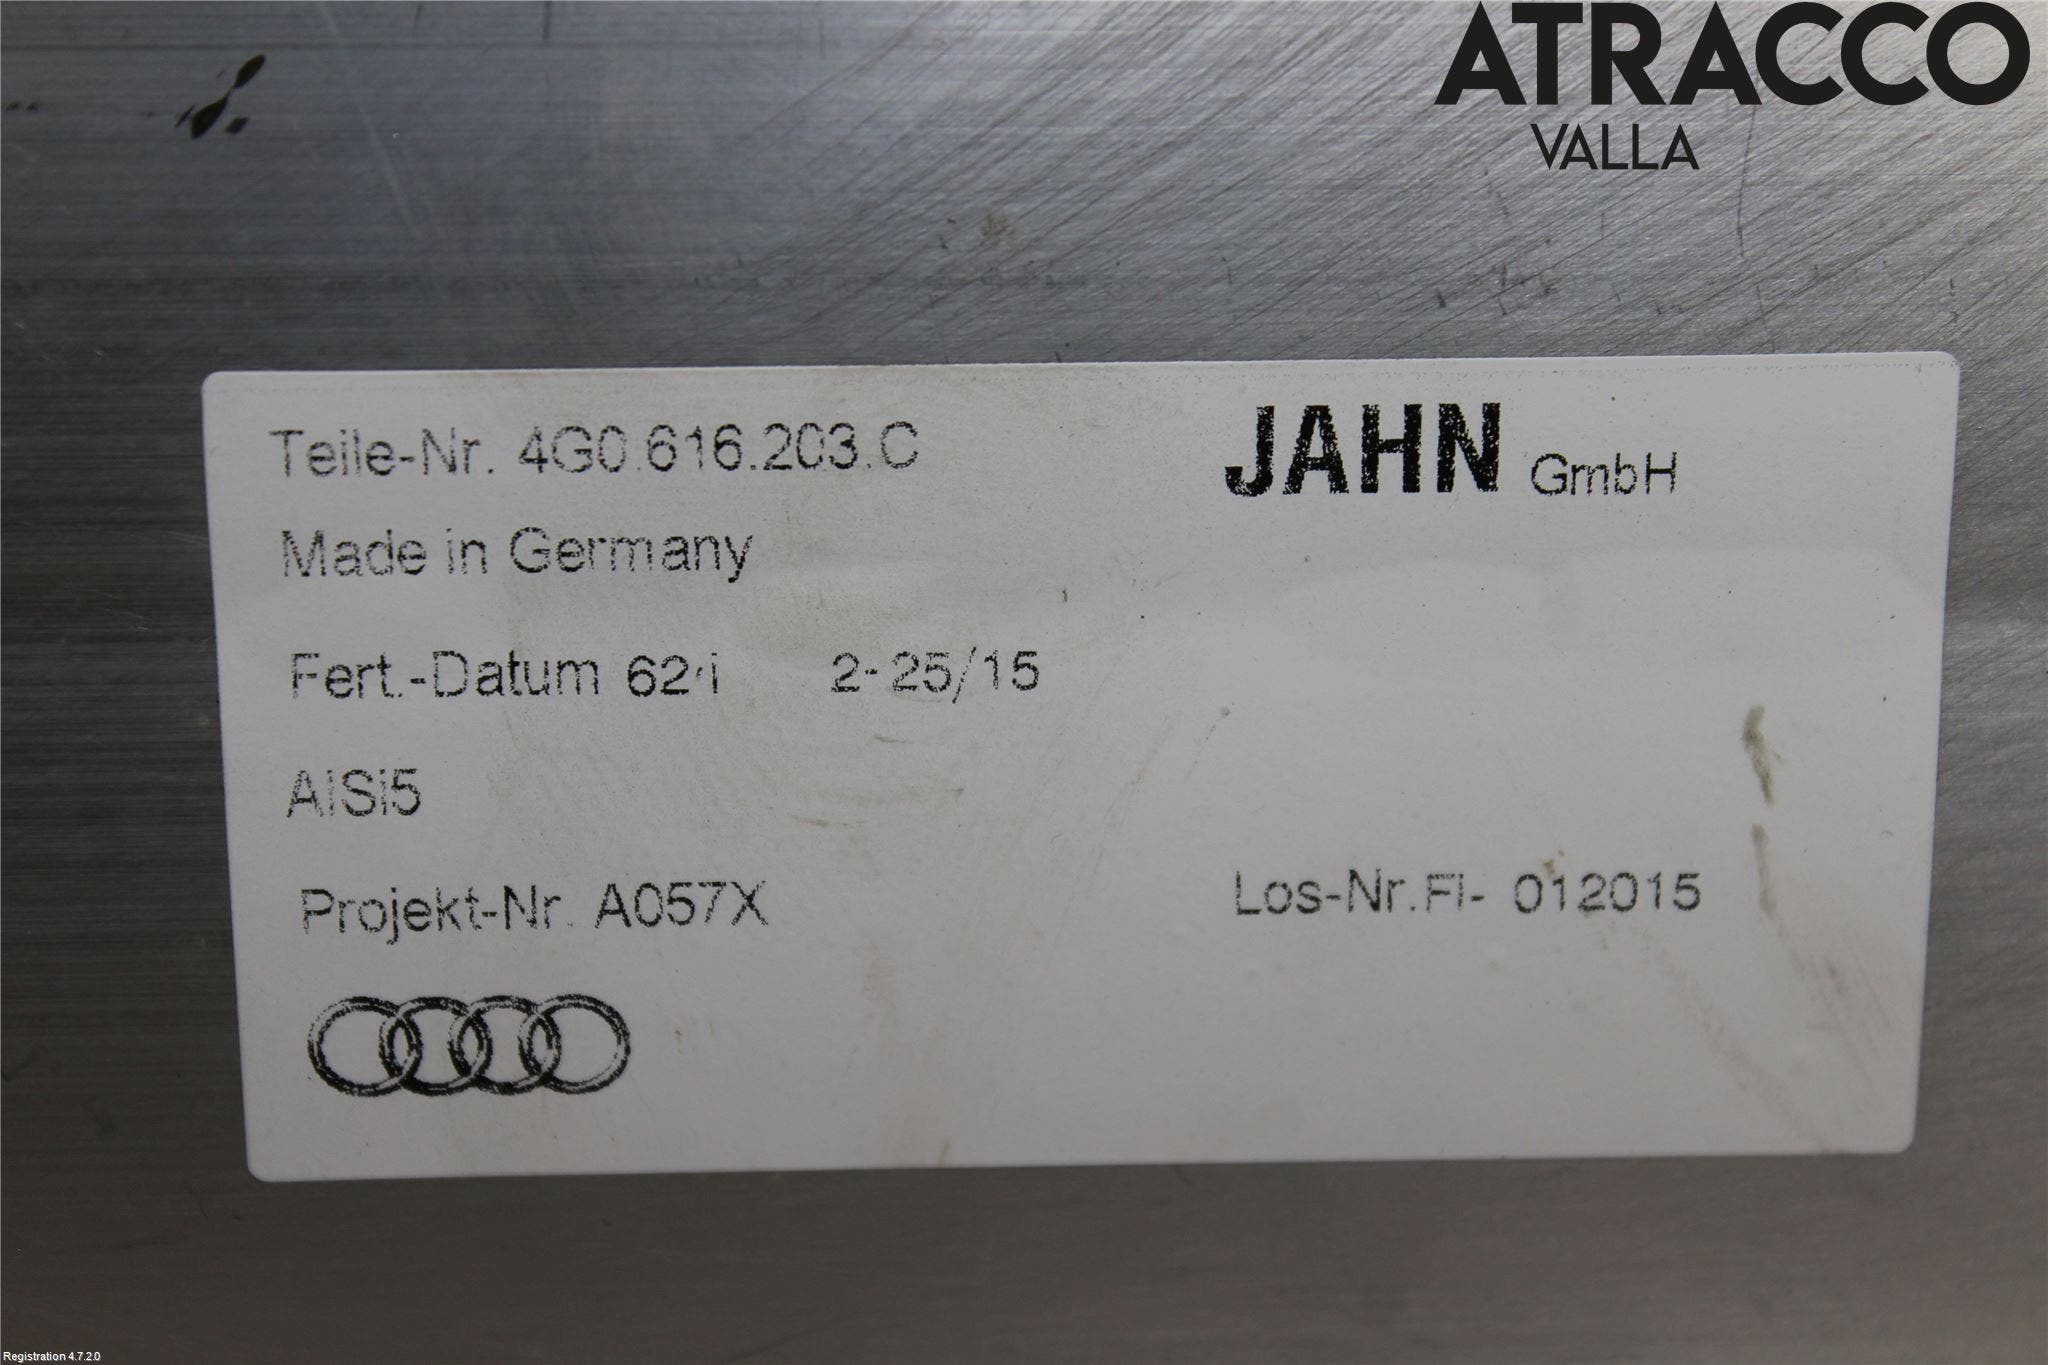 ATRACCO
VALLA
Teile-Nr. 4G0.616.203.C
JAHN GmbH
Made in Germany
Fert.-Datum 2-25/15
AlSi5
Projekt-Nr. A057X
Los-Nr.FI- 012015
Registration 4.7.2.0